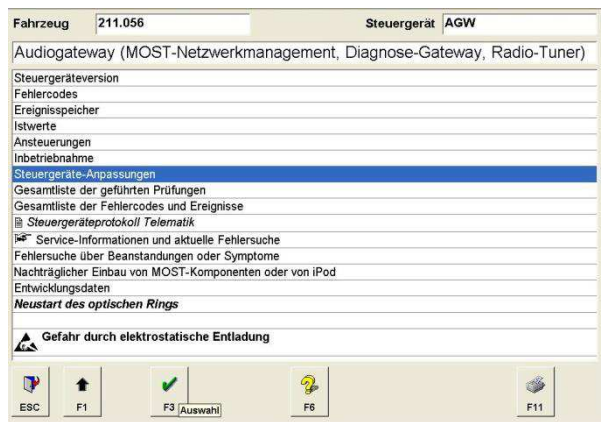 Fahrzeug 211.056 Steuergerät AGW
Audiogateway (MOST-Netzwerkmanagement, Diagnose-Gateway, Radio-Tuner)
Steuergeräteversion
Fehlercodes
Ereignisspeicher
Istwerte
Ansteuerungen
Inbetriebnahme
Steuergeräte-Anpassungen
Gesamtliste der geführten Prüfungen
Gesamtliste der Fehlercodes und Ereignisse
Steuergeräteprotokoll Telematik
Service-Informationen und aktuelle Fehlersuche
Fehlersuche über Beanstandungen oder Symptome
Nachträglicher Einbau von MOST-Komponenten oder von iPod
Entwicklungsdaten
Neustart des optischen Rings
Gefahr durch elektrostatische Entladung
ESC F1 F3 Auswahl F6 F11